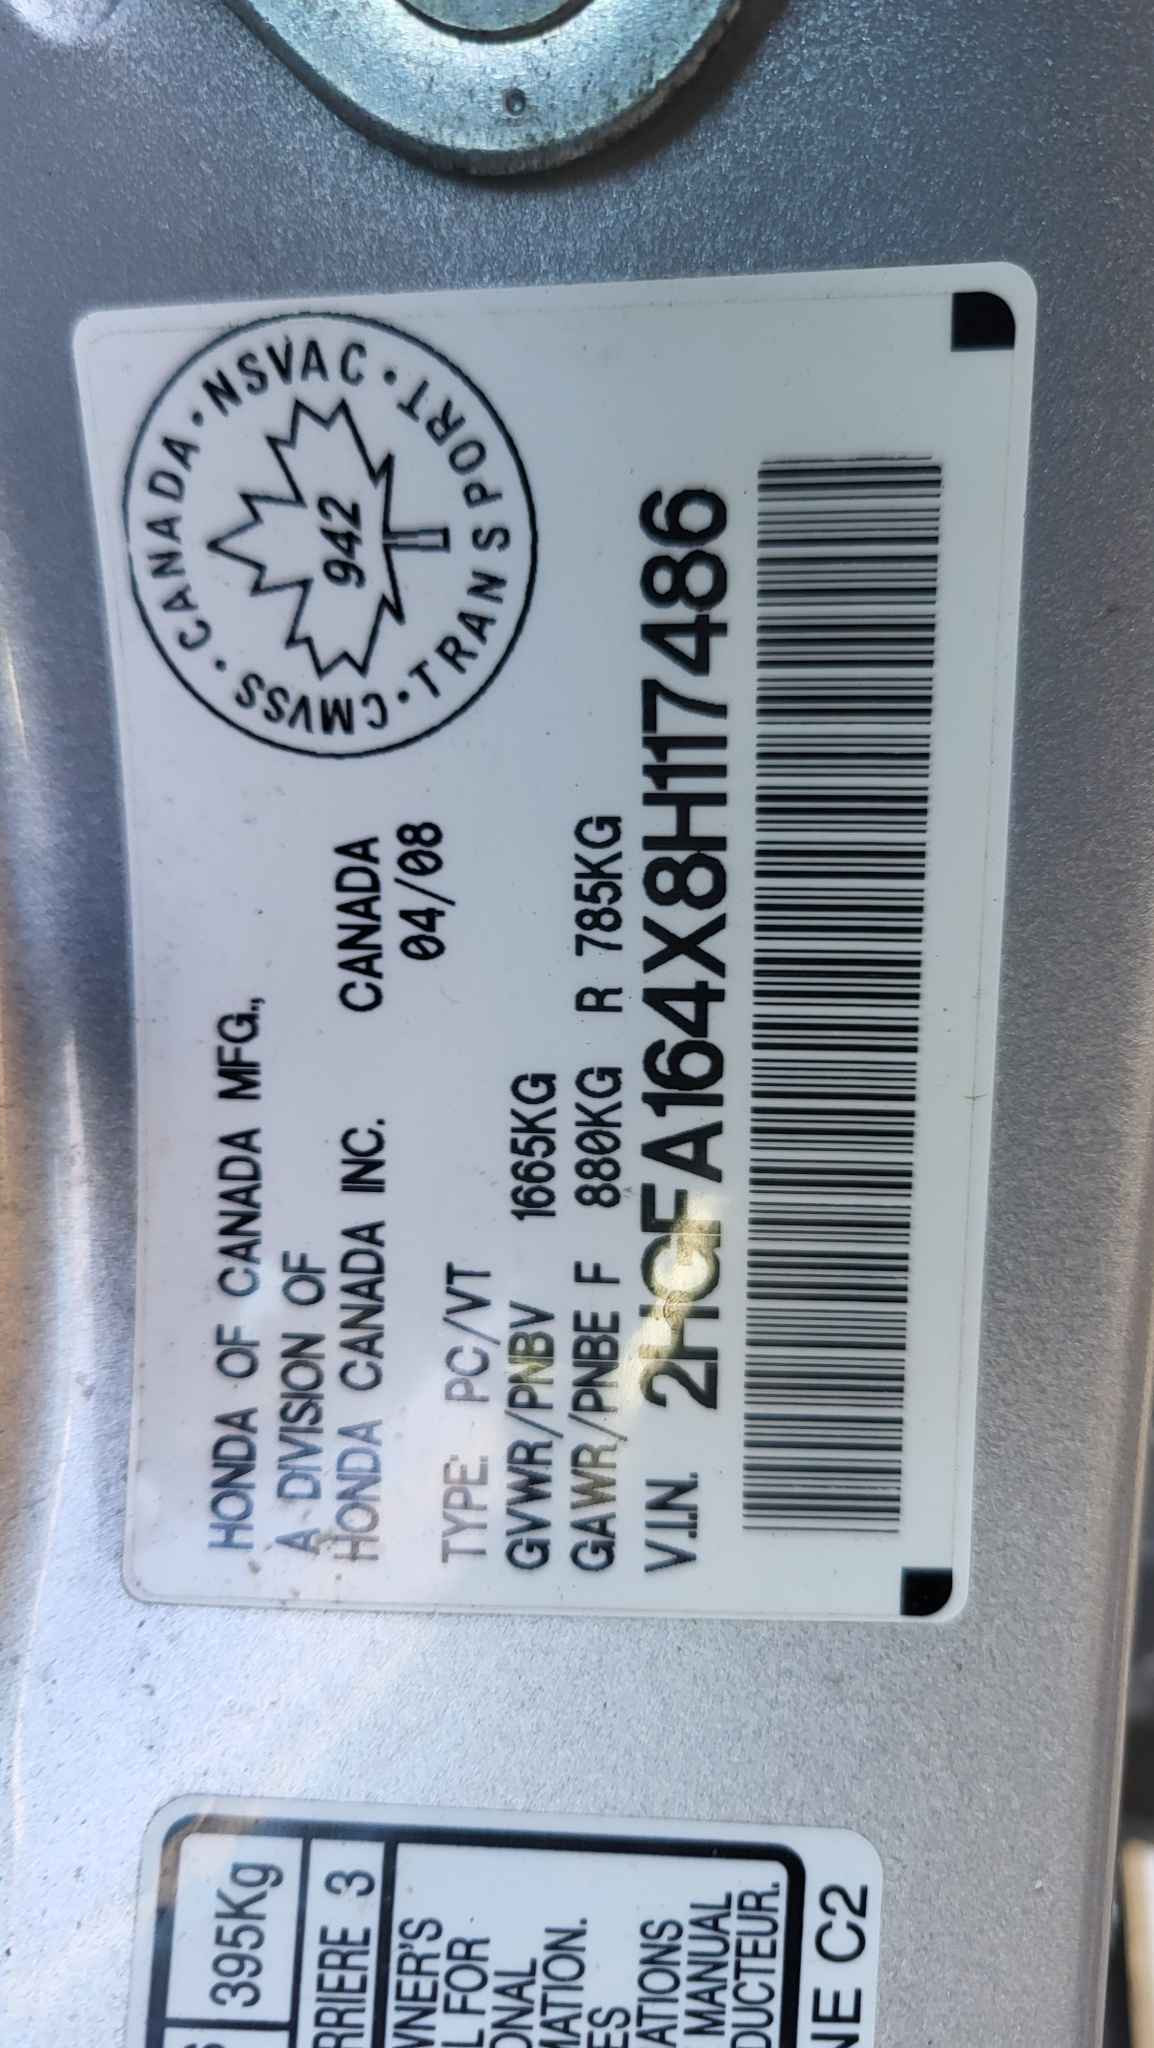 CANADA · NSVAC · TRANSPORT · CMVSS ·
942
HONDA OF CANADA MFG.,
A DIVISION OF
HONDA CANADA INC. CANADA
04/08
TYPE: PC/VT
GVWR/PNBV 1665KG
GAWR/PNBE F 880KG R 785KG
V.I.N. 2HGFA164X8H117486
395Kg
RRIERE 3
WNER'S
L FOR
ONAL
MATION.
ES
ATIONS
MANUAL
DUCTEUR.
NE C2